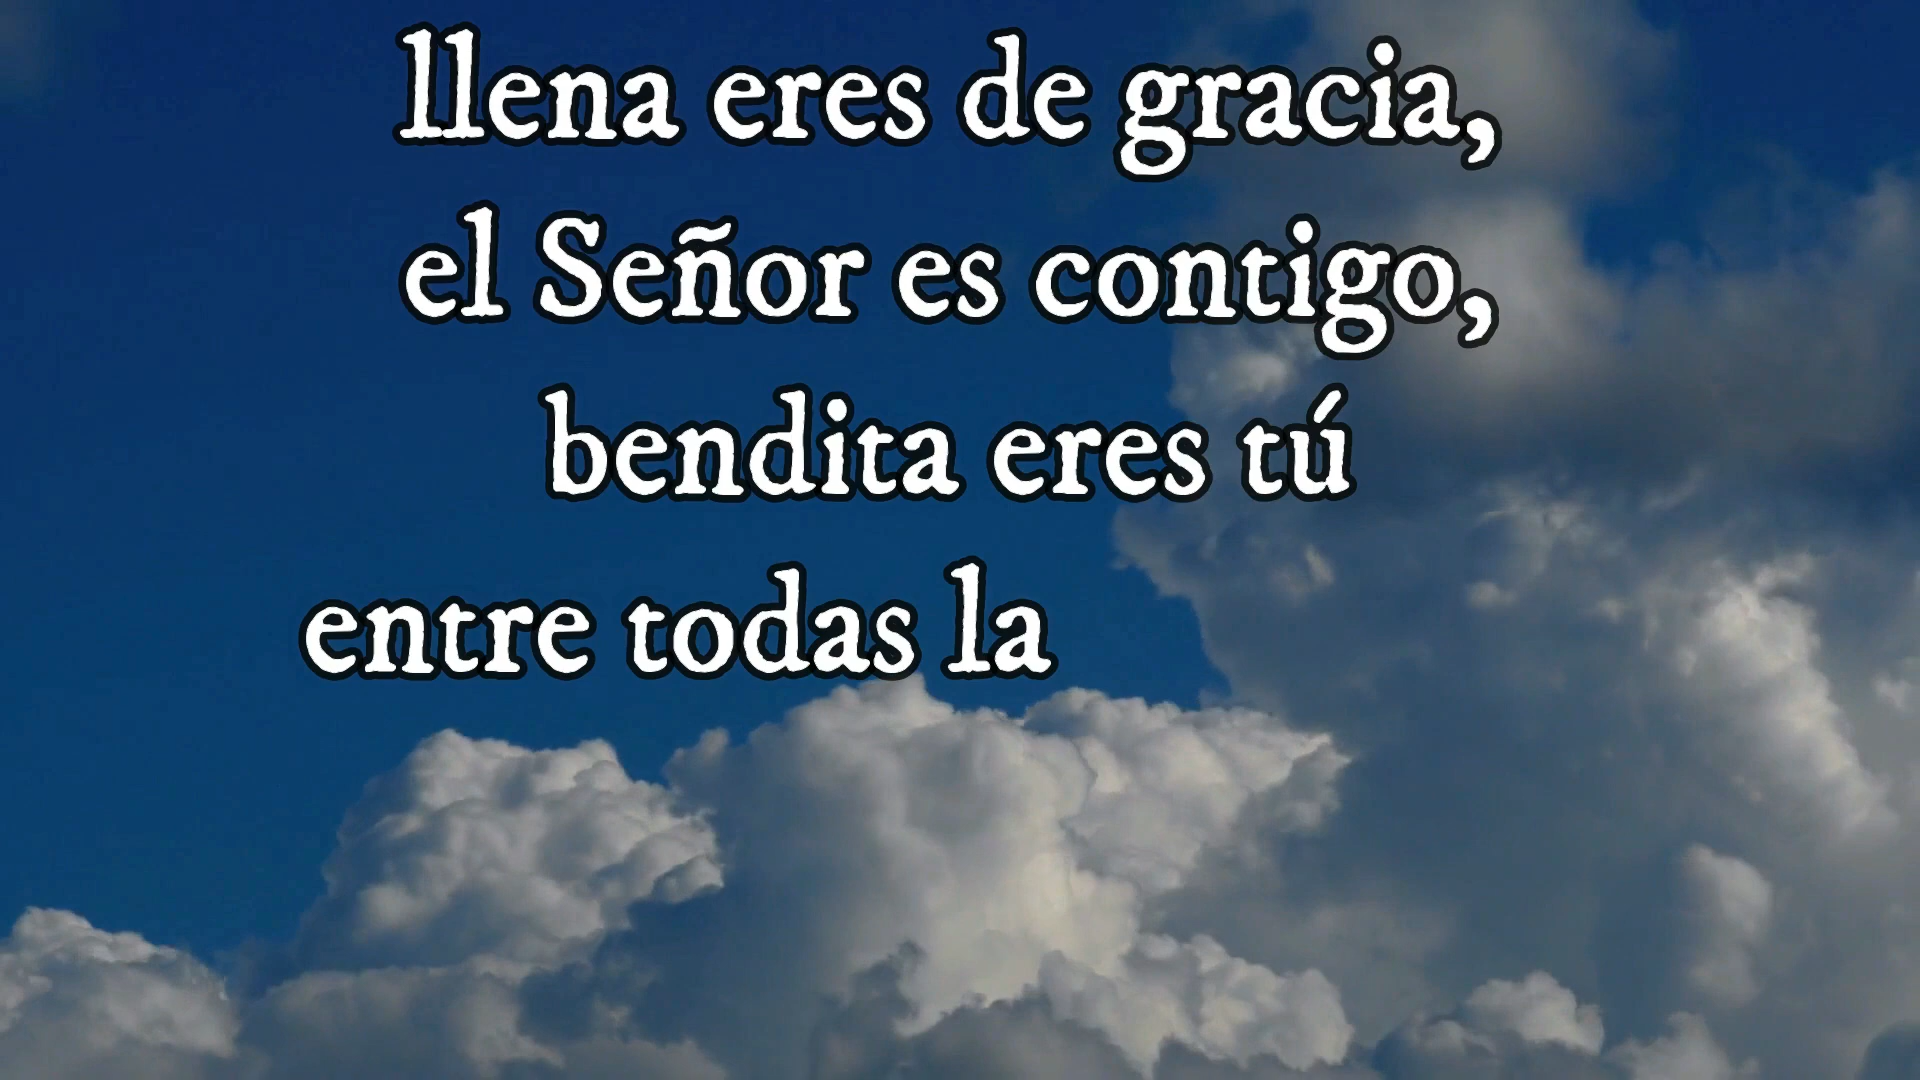 llena eres de gracia,
el Señor es contigo,
bendita eres tú
entre todas la